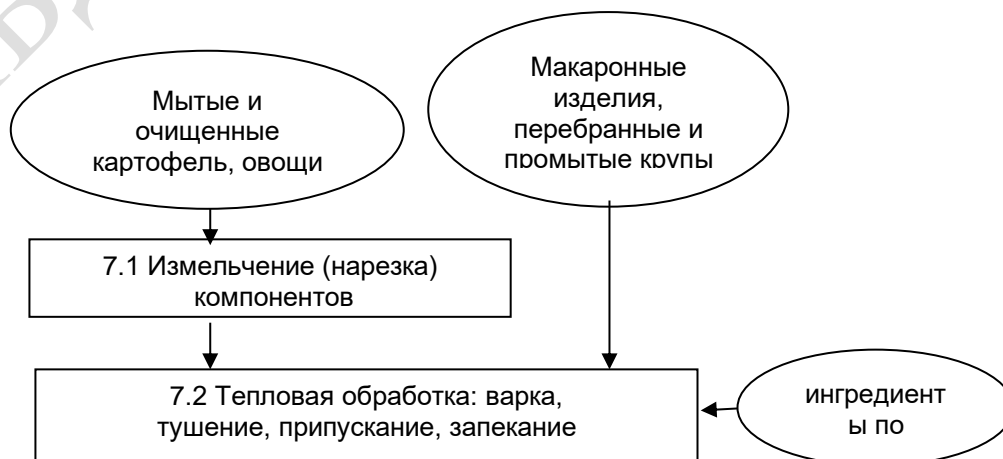 Мытые и
очищенные
картофель, овощи
Макаронные
изделия,
перебранные и
промытые крупы
7.1 Измельчение (нарезка)
компонентов
7.2 Тепловая обработка: варка,
тушение, припускание, запекание
ингредиент
ы по